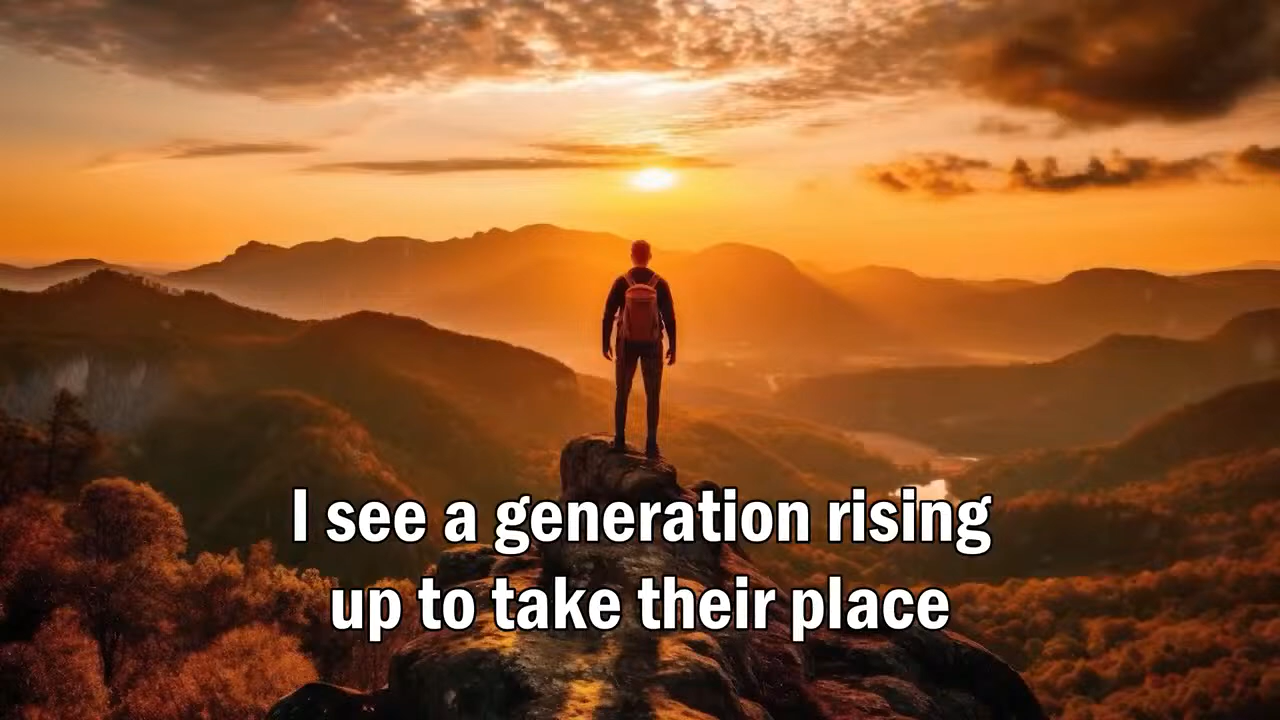 I see a generation rising
up to take their place